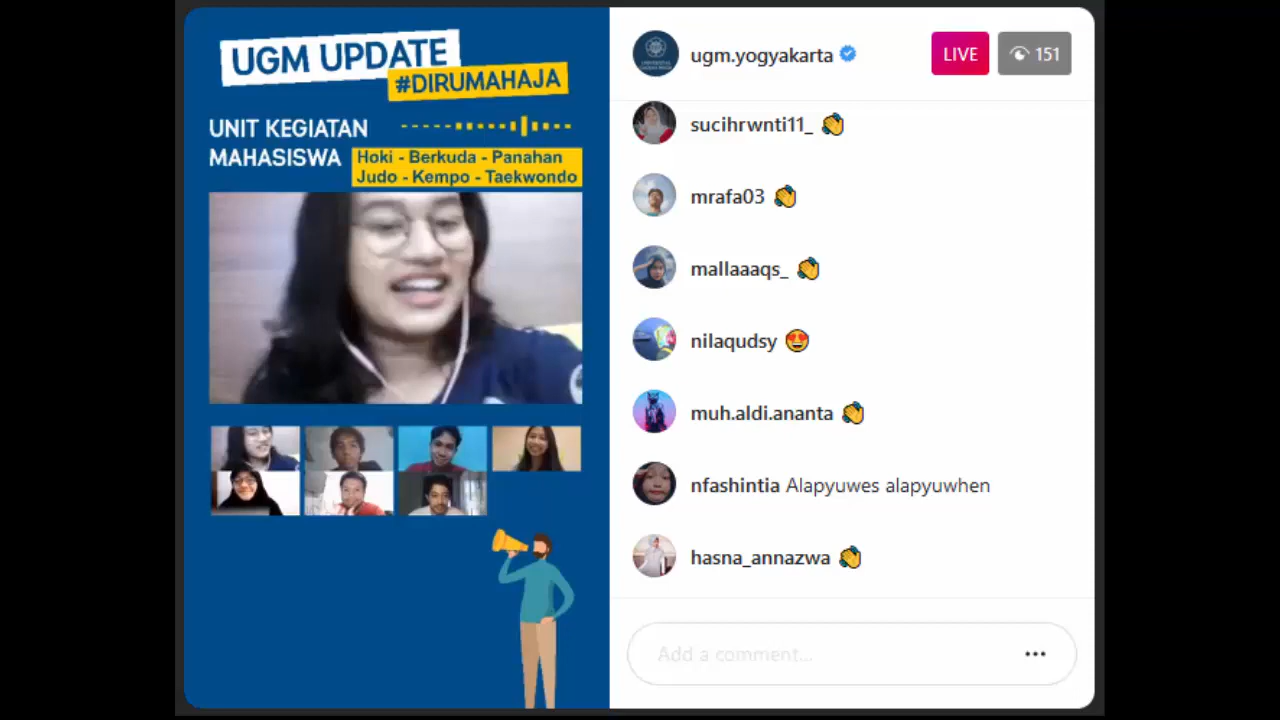 UGM UPDATE
#DIRUMAHAJA
UNIT KEGIATAN
MAHASISWA
Hoki - Berkuda - Panahan
Judo - Kempo - Taekwondo
ugm.yogyakarta
LIVE
151
sucihrwnti11_ 👏
mrafa03 👏
mallaaaqs_ 👏
nilaqudsy 😍
muh.aldi.ananta 👏
nfashintia Alapyuwes alapyuwhen
hasna_annazwa 👏
Add a comment...